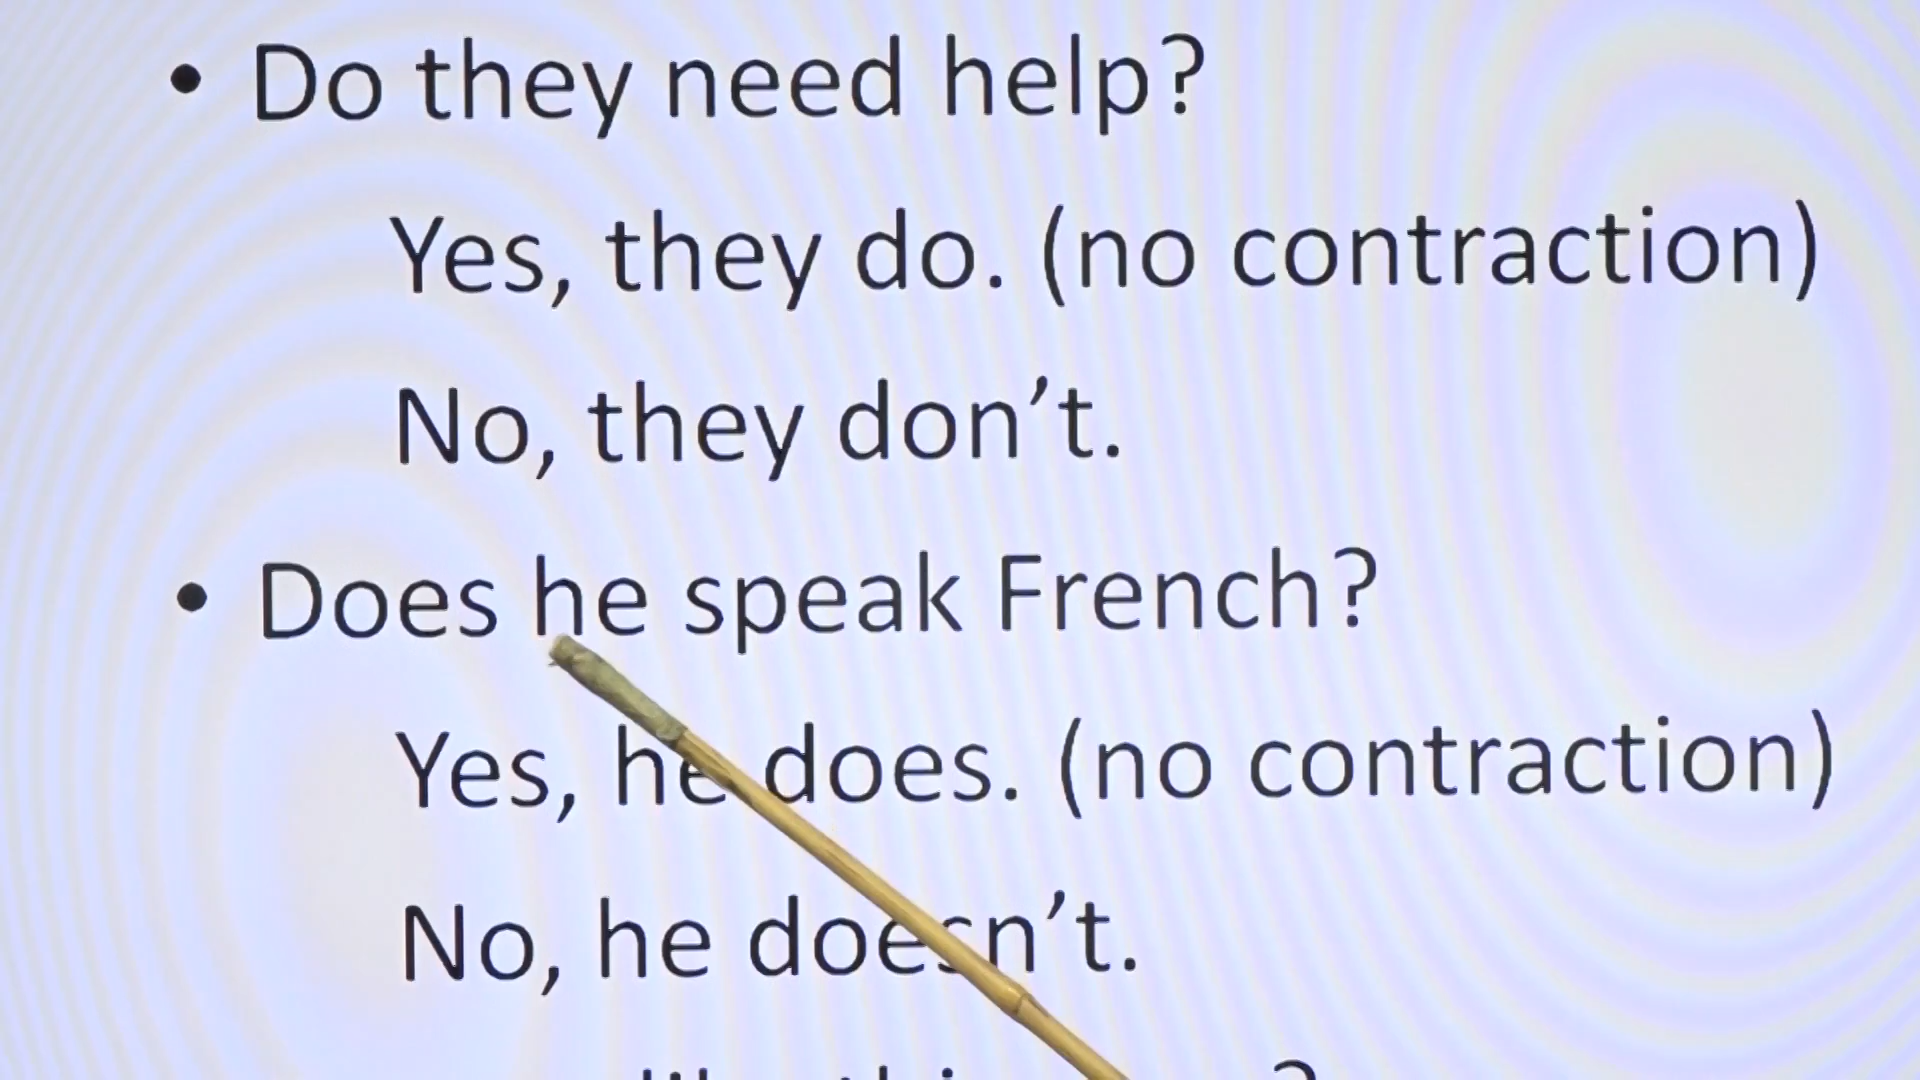 • Do they need help?
Yes, they do. (no contraction)
No, they don’t.
• Does he speak French?
Yes, he does. (no contraction)
No, he doesn’t.